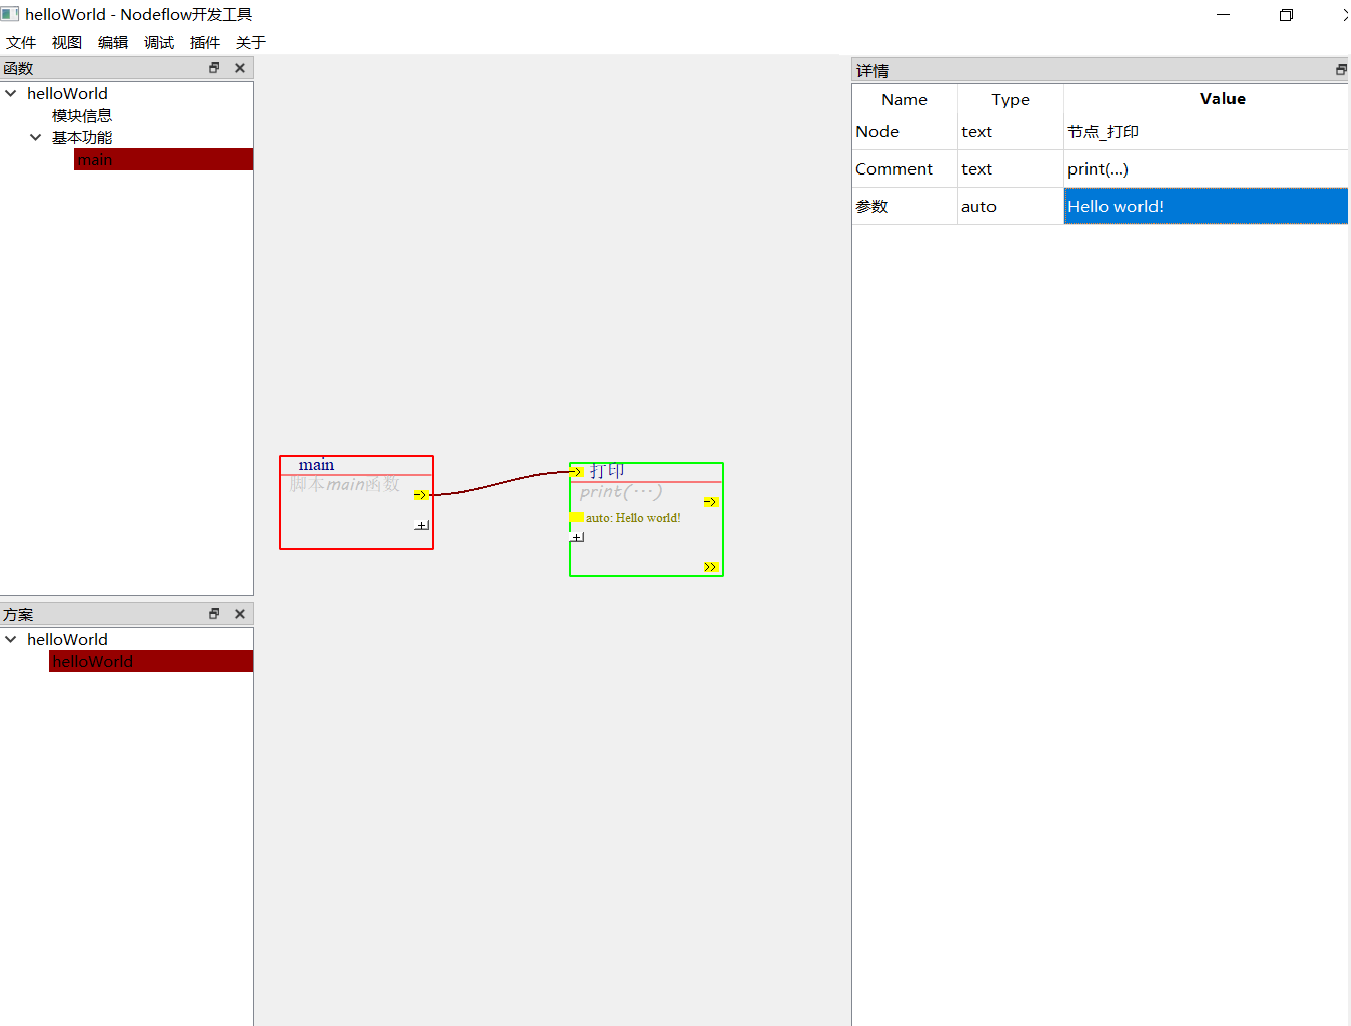 helloWorld - Nodeflow开发工具
文件 视图 编辑 调试 插件 关于
函数
helloWorld
模块信息
基本功能
main
方案
helloWorld
helloWorld
main
脚本main函数
打印
print(...)
auto: Hello world!
详情
Name Type Value
Node text 节点_打印
Comment text print(...)
参数 auto Hello world!